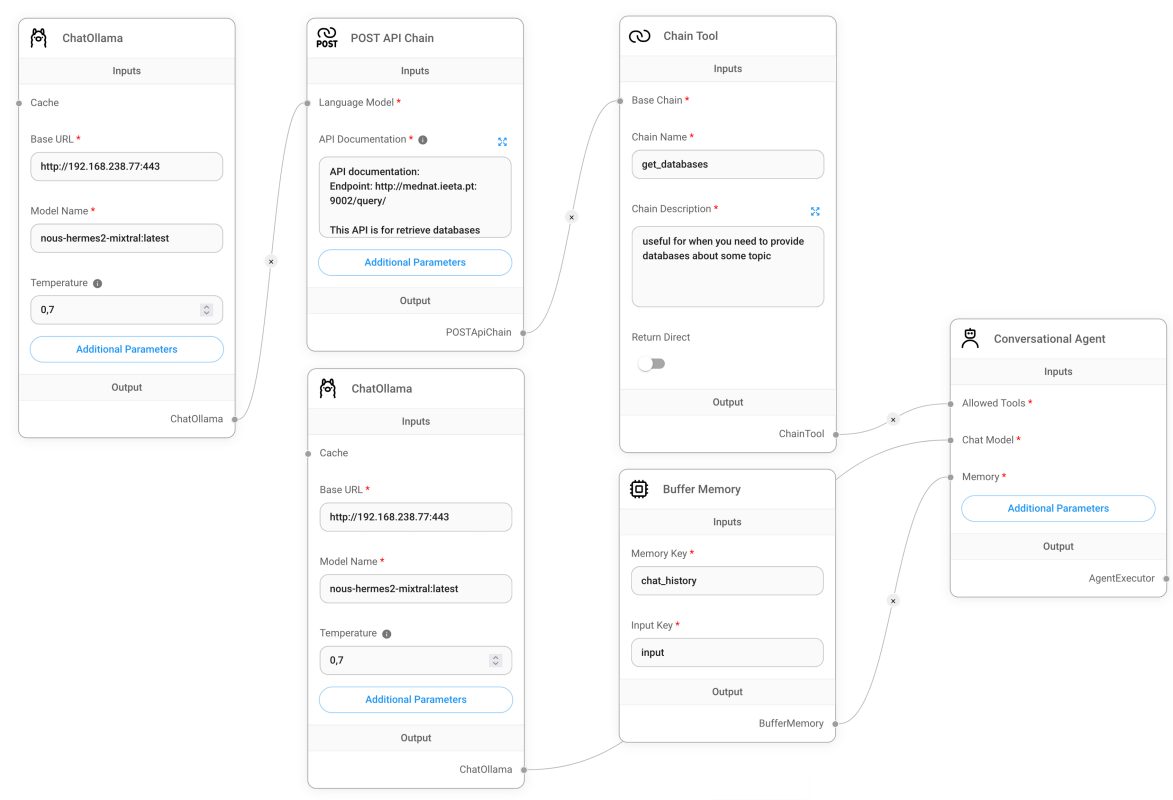 ChatOllama
Inputs
Cache
Base URL *
http://192.168.238.77:443
Model Name *
nous-hermes2-mixtral:latest
Temperature
0,7
Additional Parameters
Output
ChatOllama
POST
POST API Chain
Inputs
Language Model *
API Documentation *
API documentation:
Endpoint: http://mednat.ieeta.pt:
9002/query/
This API is for retrieve databases
Additional Parameters
Output
POSTApiChain
ChatOllama
Inputs
Cache
Base URL *
http://192.168.238.77:443
Model Name *
nous-hermes2-mixtral:latest
Temperature
0,7
Additional Parameters
Output
ChatOllama
Chain Tool
Inputs
Base Chain *
Chain Name *
get_databases
Chain Description *
useful for when you need to provide
databases about some topic
Return Direct
Output
ChainTool
Buffer Memory
Inputs
Memory Key *
chat_history
Input Key *
input
Output
BufferMemory
Conversational Agent
Inputs
Allowed Tools *
Chat Model *
Memory *
Additional Parameters
Output
AgentExecutor